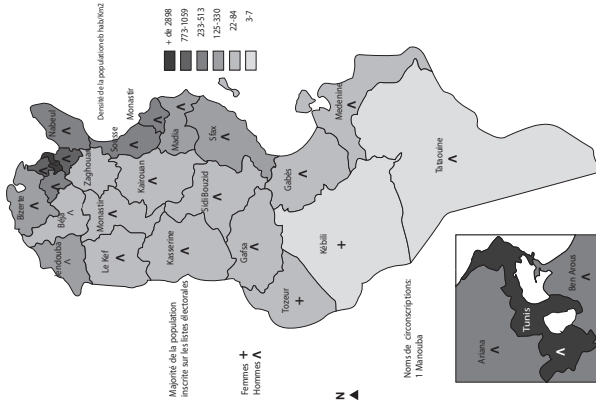 Densité de la population eb hab/Km2
+ de 2898
773-1059
233-513
125-330
22-84
3-7
Bizerte
Nabeul
Béja
Jendouba
Zaghouan
Sousse
Monastir
Le Kef
Monastir
Kairouan
Madia
Kasserine
Sidi Bouzid
Sfax
Gafsa
Gabès
Medenine
Tozeur
Kébili
Tataouine
Majorité de la population
inscrite sur les listes électorales
Femmes +
Hommes V
N
Noms de circonscriptions:
1 Manouba
Ariana
Tunis
Ben Arous